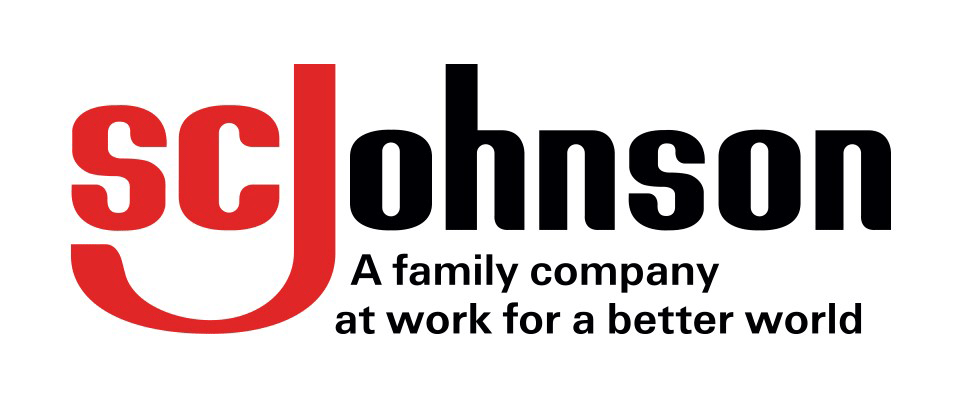 scJohnson
A family company
at work for a better world